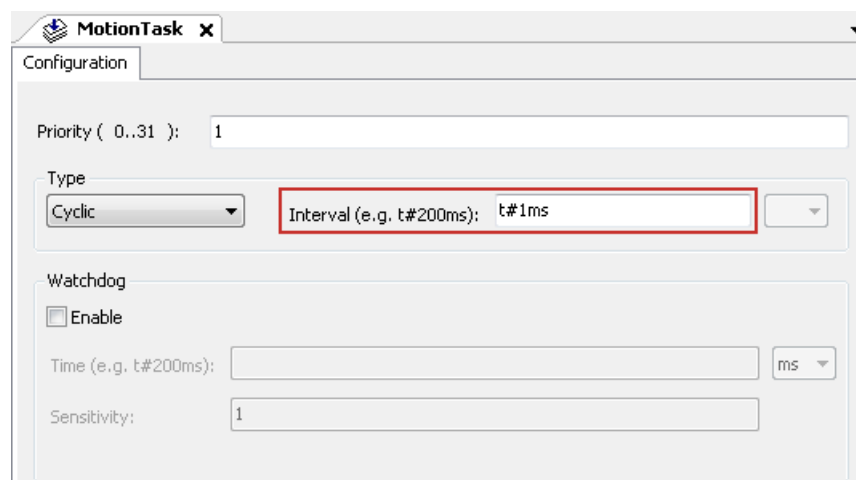 MotionTask x
Configuration
Priority ( 0..31 ): 1
Type
Cyclic Interval (e.g. t#200ms): t#1ms
Watchdog
Enable
Time (e.g. t#200ms): ms
Sensitivity: 1